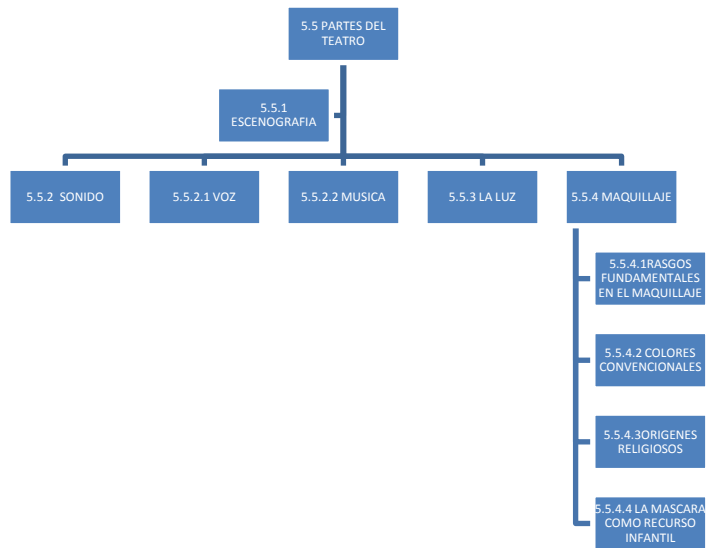 5.5 PARTES DEL
TEATRO
5.5.1
ESCENOGRAFIA
5.5.2 SONIDO
5.5.2.1 VOZ
5.5.2.2 MUSICA
5.5.3 LA LUZ
5.5.4 MAQUILLAJE
5.5.4.1RASGOS
FUNDAMENTALES
EN EL MAQUILLAJE
5.5.4.2 COLORES
CONVENCIONALES
5.5.4.3ORIGENES
RELIGIOSOS
5.5.4.4 LA MASCARA
COMO RECURSO
INFANTIL